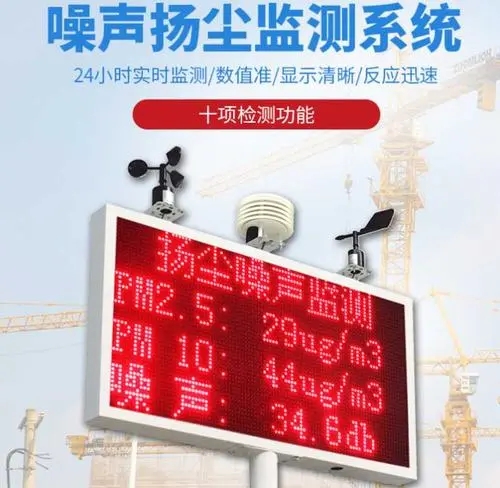 噪声扬尘监测系统
24小时实时监测/数值准/显示清晰/反应迅速
十项检测功能
扬尘噪声监测
PM2.5: 29ug/m3
PM 10: 44ug/m3
噪声: 34.6db